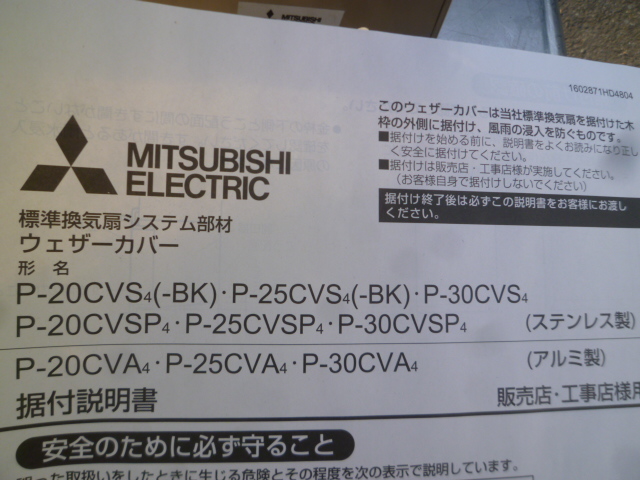 MITSUBISHI
ELECTRIC
1602871HD4804
MITSUBISHI
ELECTRIC
標準換気扇システム部材
ウェザーカバー
形 名
このウェザーカバーは当社標準換気扇を据付けた木
枠の外側に据付け、風雨の浸入を防ぐものです。
■据付けを始める前に、説明書をよくお読みになり正し
く安全に据付けてください。
■据付けは販売店・工事店様が実施してください。
(お客様自身で据付けしないでください)
据付け終了後は必ずこの説明書をお客様にお渡し
ください。
P-20CVS4(-BK)・P-25CVS4(-BK)・P-30CVS4
P-20CVSP4・P-25CVSP4・P-30CVSP4 (ステンレス製)
P-20CVA4・P-25CVA4・P-30CVA4 (アルミ製)
据付説明書 販売店・工事店様用
安全のために必ず守ること
った取扱いをしたときに生じる危険とその程度を次の表示で説明しています。